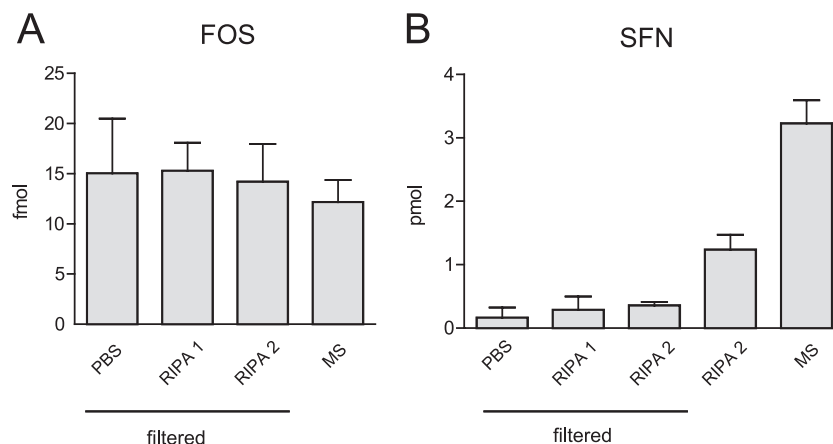 A
FOS
25
20
15
10
5
0
fmol
PBS
RIPA 1
RIPA 2
MS
filtered
B
SFN
4
3
2
1
0
pmol
PBS
RIPA 1
RIPA 2
RIPA 2
MS
filtered